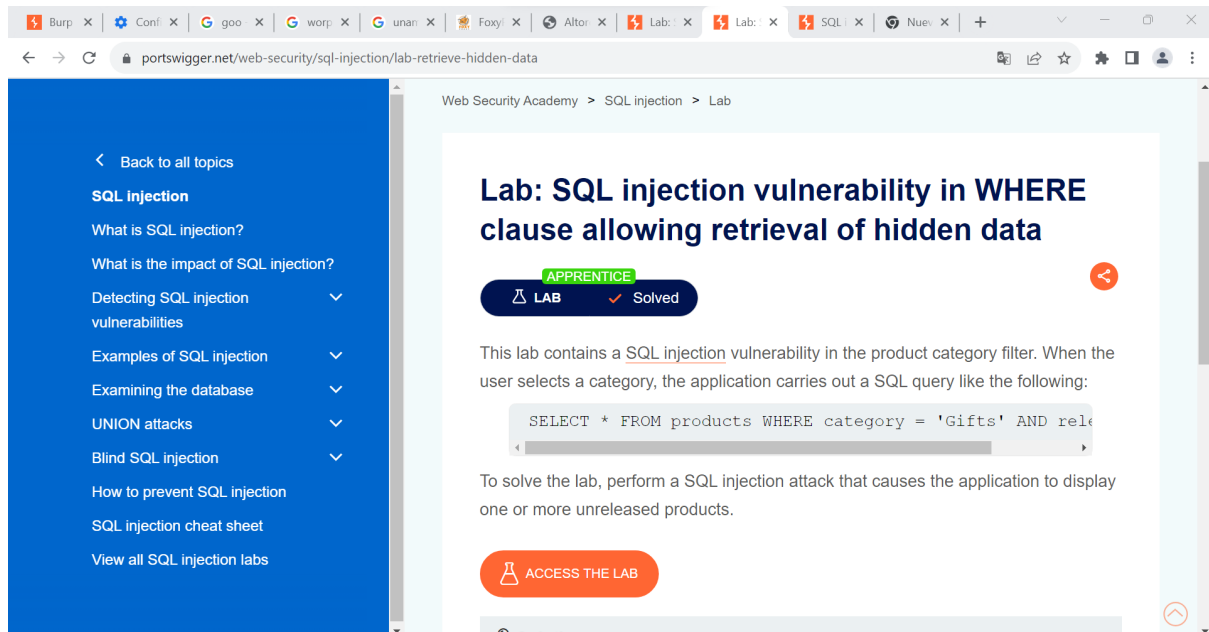 Burp
Confi
goo
worp
unan
Foxyl
Altor
Lab: S
Lab: S
SQL i
Nuev
portswigger.net/web-security/sql-injection/lab-retrieve-hidden-data
Web Security Academy > SQL injection > Lab
Back to all topics
SQL injection
What is SQL injection?
What is the impact of SQL injection?
Detecting SQL injection
vulnerabilities
Examples of SQL injection
Examining the database
UNION attacks
Blind SQL injection
How to prevent SQL injection
SQL injection cheat sheet
View all SQL injection labs
Lab: SQL injection vulnerability in WHERE
clause allowing retrieval of hidden data
APPRENTICE
LAB Solved
This lab contains a SQL injection vulnerability in the product category filter. When the
user selects a category, the application carries out a SQL query like the following:
SELECT * FROM products WHERE category = 'Gifts' AND rele
To solve the lab, perform a SQL injection attack that causes the application to display
one or more unreleased products.
ACCESS THE LAB